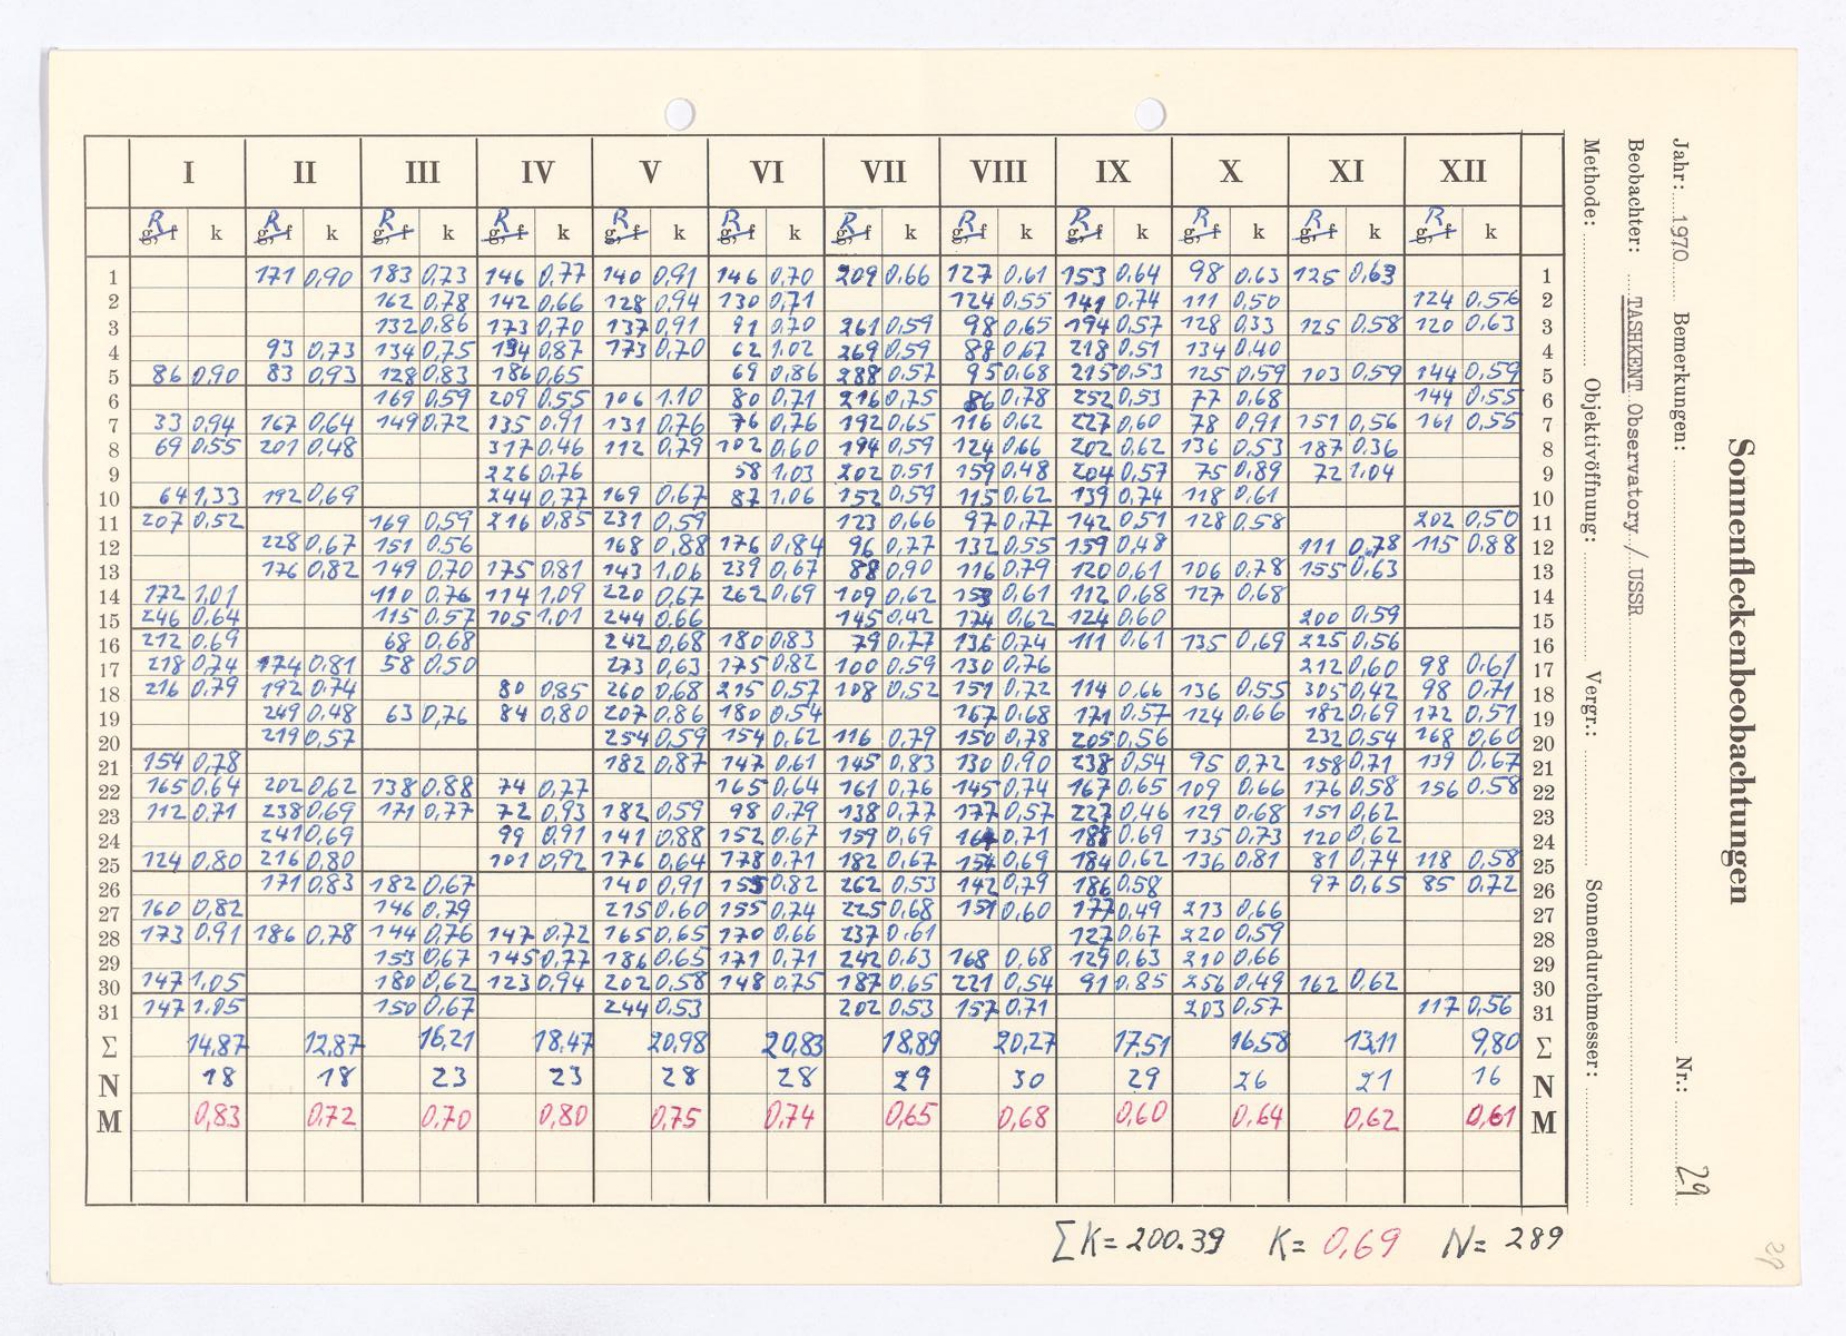 I II III IV V VI VII VIII IX X XI XII
R g, f k R g, f k R g, f k R g, f k R g, f k R g, f k R g, f k R g, f k R g, f k R g, f k R g, f k R g, f k
1 171 0,90 183 0,73 146 0,77 140 0,91 146 0,70 209 0,66 127 0,61 153 0,64 98 0,63 125 0,63 1
2 162 0,78 142 0,66 128 0,94 130 0,71 124 0,55 141 0,74 111 0,50 124 0,56 2
3 132 0,86 173 0,70 137 0,91 91 0,70 261 0,59 98 0,65 194 0,57 128 0,33 125 0,58 120 0,63 3
4 93 0,73 134 0,75 194 0,87 173 0,70 62 1,02 269 0,59 88 0,67 218 0,51 134 0,40 4
5 86 0,90 83 0,93 128 0,83 186 0,65 69 0,86 288 0,57 95 0,68 215 0,53 125 0,59 103 0,59 144 0,59 5
6 169 0,59 209 0,55 106 1,10 80 0,71 216 0,75 86 0,78 252 0,53 77 0,68 144 0,55 6
7 33 0,94 167 0,64 149 0,72 135 0,91 131 0,76 76 0,76 192 0,65 116 0,62 227 0,60 78 0,91 151 0,56 161 0,55 7
8 69 0,55 201 0,48 317 0,46 112 0,79 102 0,60 194 0,59 124 0,66 202 0,62 136 0,53 187 0,36 8
9 226 0,76 58 1,03 202 0,51 159 0,48 204 0,57 75 0,89 72 1,04 9
10 64 1,33 192 0,69 244 0,77 169 0,67 87 1,06 152 0,59 115 0,62 139 0,74 118 0,61 10
11 207 0,52 169 0,59 216 0,85 231 0,59 123 0,66 97 0,77 142 0,51 128 0,58 202 0,50 11
12 228 0,67 151 0,56 168 0,88 176 0,84 96 0,77 132 0,55 159 0,48 111 0,78 115 0,88 12
13 176 0,82 149 0,70 175 0,81 143 1,06 239 0,67 88 0,90 116 0,79 120 0,61 106 0,78 155 0,63 13
14 172 1,01 110 0,76 114 1,09 220 0,67 262 0,69 109 0,62 153 0,61 112 0,68 127 0,68 14
15 246 0,64 115 0,57 105 1,01 244 0,66 145 0,42 174 0,62 124 0,60 200 0,59 15
16 212 0,69 68 0,68 242 0,68 180 0,83 79 0,77 136 0,74 111 0,61 135 0,69 225 0,56 16
17 218 0,74 174 0,81 58 0,50 273 0,63 175 0,82 100 0,59 130 0,76 212 0,60 98 0,61 17
18 216 0,79 192 0,74 80 0,85 260 0,68 215 0,57 108 0,52 151 0,72 114 0,66 136 0,55 305 0,42 98 0,71 18
19 249 0,48 63 0,76 84 0,80 207 0,86 180 0,54 167 0,68 171 0,57 124 0,66 182 0,69 172 0,51 19
20 219 0,57 254 0,59 154 0,62 116 0,79 150 0,78 205 0,56 232 0,54 168 0,60 20
21 154 0,78 182 0,87 147 0,61 145 0,83 130 0,90 238 0,54 95 0,72 158 0,71 139 0,67 21
22 165 0,64 202 0,62 138 0,88 74 0,77 165 0,64 161 0,76 145 0,74 167 0,65 109 0,66 176 0,58 156 0,58 22
23 112 0,71 238 0,69 171 0,77 72 0,93 182 0,59 98 0,79 138 0,77 177 0,57 227 0,46 129 0,68 151 0,62 23
24 241 0,69 99 0,91 141 0,88 152 0,67 159 0,69 0,71 188 0,69 135 0,73 120 0,62 24
25 124 0,80 216 0,80 101 0,92 176 0,64 178 0,71 182 0,67 154 0,69 184 0,62 136 0,81 81 0,74 118 0,58 25
26 171 0,83 182 0,67 140 0,91 155 0,82 262 0,53 142 0,79 186 0,58 97 0,65 85 0,72 26
27 160 0,82 146 0,79 215 0,60 155 0,74 225 0,68 151 0,60 177 0,49 213 0,66 27
28 173 0,91 186 0,78 144 0,76 147 0,72 165 0,65 170 0,66 237 0,61 127 0,67 220 0,59 28
29 153 0,67 145 0,77 186 0,65 171 0,71 242 0,63 168 0,68 129 0,63 210 0,66 29
30 147 1,05 180 0,62 123 0,94 202 0,58 148 0,75 187 0,65 221 0,54 91 0,85 256 0,49 162 0,62 30
31 147 1,05 150 0,67 244 0,53 202 0,53 157 0,71 203 0,57 117 0,56 31
Σ 14,87 12,87 16,21 18,47 20,98 20,83 18,89 20,27 17,51 16,58 13,11 9,80 Σ
N 18 18 23 23 28 28 29 30 29 26 21 16 N
M 0,83 0,72 0,70 0,80 0,75 0,74 0,65 0,68 0,60 0,64 0,62 0,61 M
ΣK = 200.39 K = 0,69 N = 289
Sonnenfleckenbeobachtungen
Jahr: 1970 Bemerkungen: Nr.: 29
Beobachter: TASHKENT Observatory / USSR
Methode: Objektivöffnung: Vergr.: Sonnendurchmesser:
29